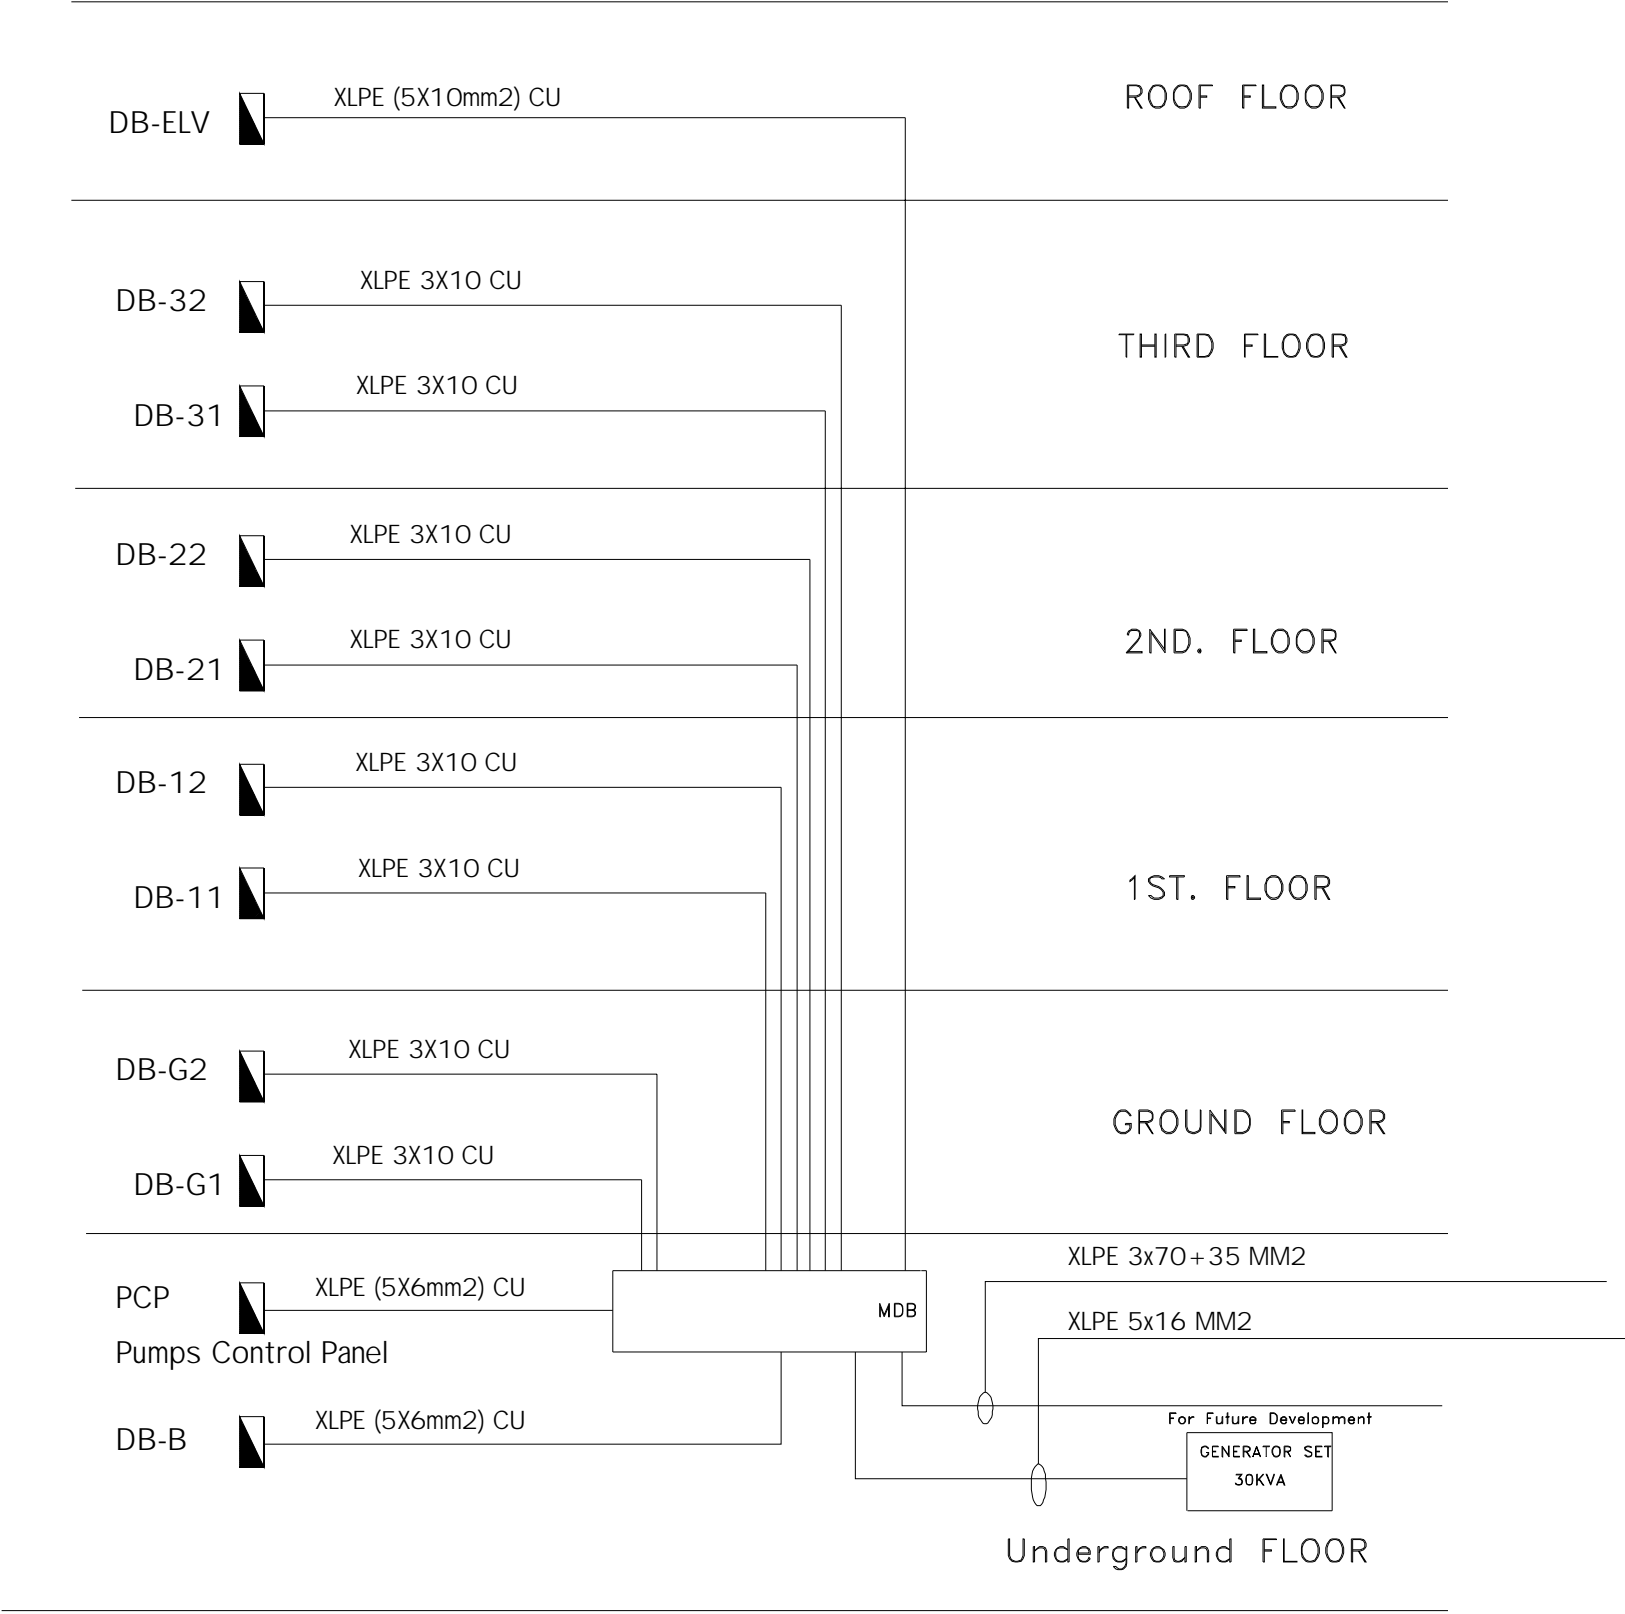 XLPE (5X10mm2) CU
ROOF FLOOR
DB-ELV
XLPE 3X10 CU
DB-32
THIRD FLOOR
XLPE 3X10 CU
DB-31
XLPE 3X10 CU
DB-22
XLPE 3X10 CU
2ND. FLOOR
DB-21
XLPE 3X10 CU
DB-12
XLPE 3X10 CU
1ST. FLOOR
DB-11
XLPE 3X10 CU
DB-G2
GROUND FLOOR
XLPE 3X10 CU
DB-G1
XLPE 3x70+35 MM2
XLPE (5X6mm2) CU
PCP
MDB
XLPE 5x16 MM2
Pumps Control Panel
XLPE (5X6mm2) CU
For Future Development
DB-B
GENERATOR SET
30KVA
Underground FLOOR